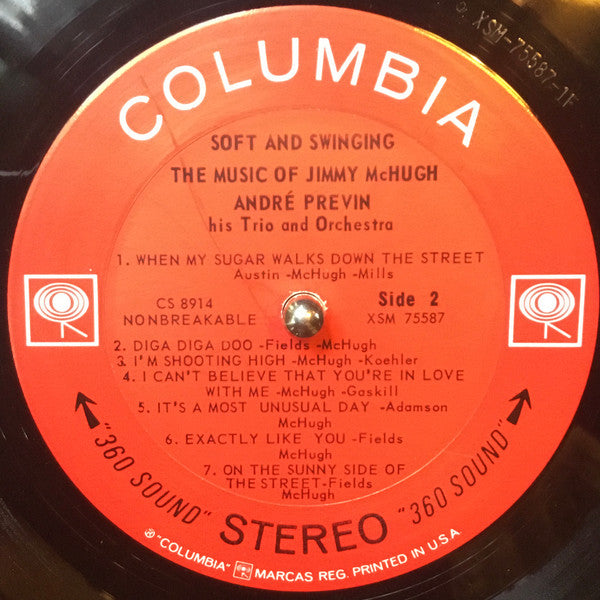 XSM-75587-1F
COLUMBIA
SOFT AND SWINGING
THE MUSIC OF JIMMY McHUGH
ANDRÉ PREVIN
his Trio and Orchestra
1. WHEN MY SUGAR WALKS DOWN THE STREET
Austin -McHugh -Mills
CS 8914
NONBREAKABLE
Side 2
XSM 75587
2. DIGA DIGA DOO -Fields -McHugh
3. I'M SHOOTING HIGH -McHugh -Koehler
4. I CAN'T BELIEVE THAT YOU'RE IN LOVE
WITH ME -McHugh -Gaskill
5. IT'S A MOST UNUSUAL DAY -Adamson
McHugh
6. EXACTLY LIKE YOU -Fields
McHugh
7. ON THE SUNNY SIDE OF
THE STREET-Fields
McHugh
"360 SOUND" STEREO "360 SOUND"
℗ "COLUMBIA" MARCAS REG. PRINTED IN U.S.A.